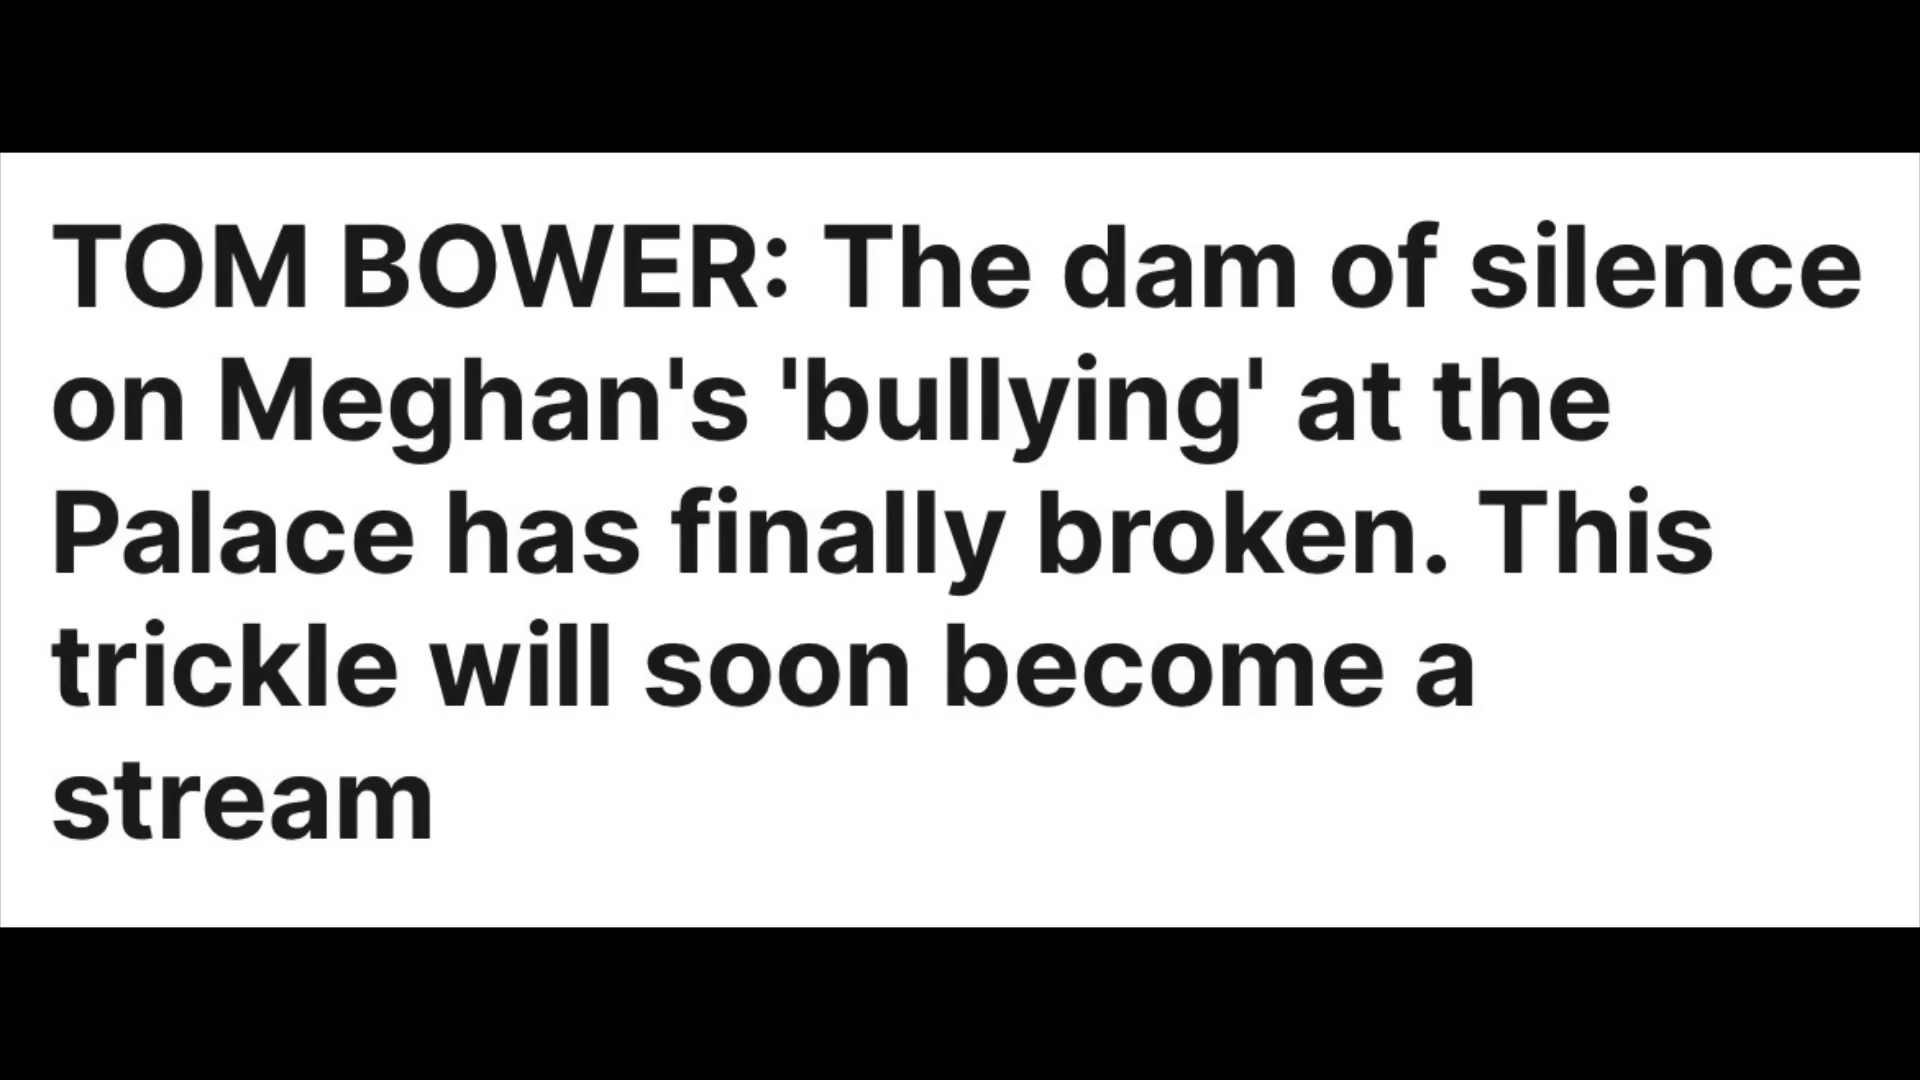 TOM BOWER: The dam of silence
on Meghan's 'bullying' at the
Palace has finally broken. This
trickle will soon become a
stream